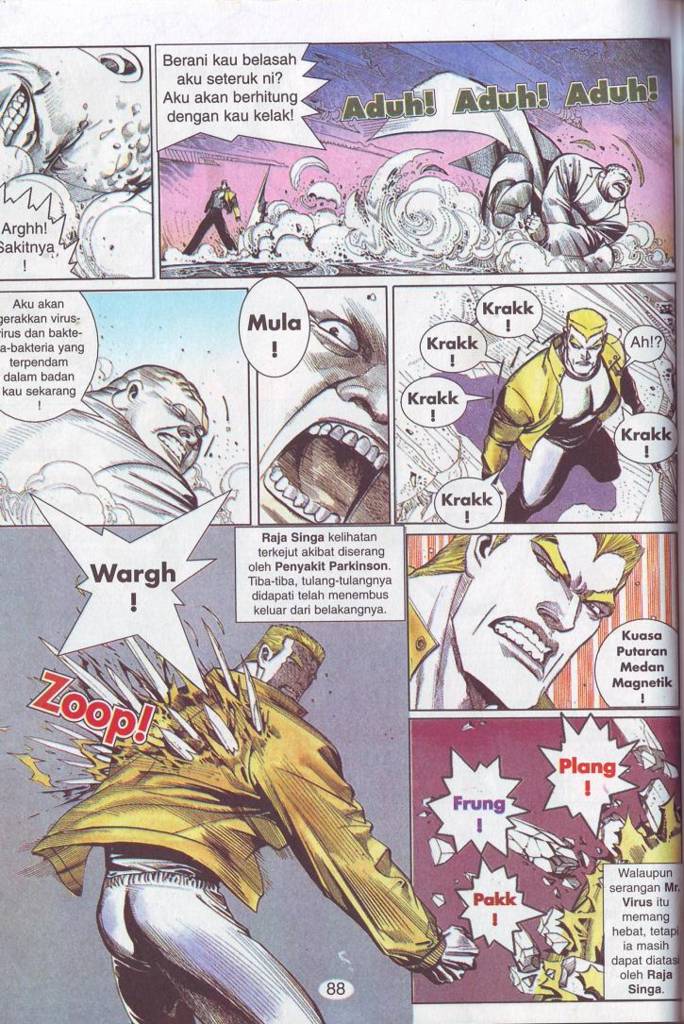 Berani kau belasah
aku seteruk ni?
Aku akan berhitung
dengan kau kelak!
Aduh! Aduh! Aduh!
Arghh!
Sakitnya
!
Aku akan
gerakkan virus-
virus dan bakte-
a-bakteria yang
terpendam
dalam badan
kau sekarang
!
Mula
!
Krakk
!
Krakk
!
Krakk
!
Ah!?
Krakk
!
Krakk
!
Wargh
!
Raja Singa kelihatan
terkejut akibat diserang
oleh Penyakit Parkinson.
Tiba-tiba, tulang-tulangnya
didapati telah menembus
keluar dari belakangnya.
Zoop!
Kuasa
Putaran
Medan
Magnetik
!
Plang
!
Frung
!
Pakk
!
Walaupun
serangan Mr.
Virus itu
memang
hebat, tetapi
ia masih
dapat diatasi
oleh Raja
Singa.
88